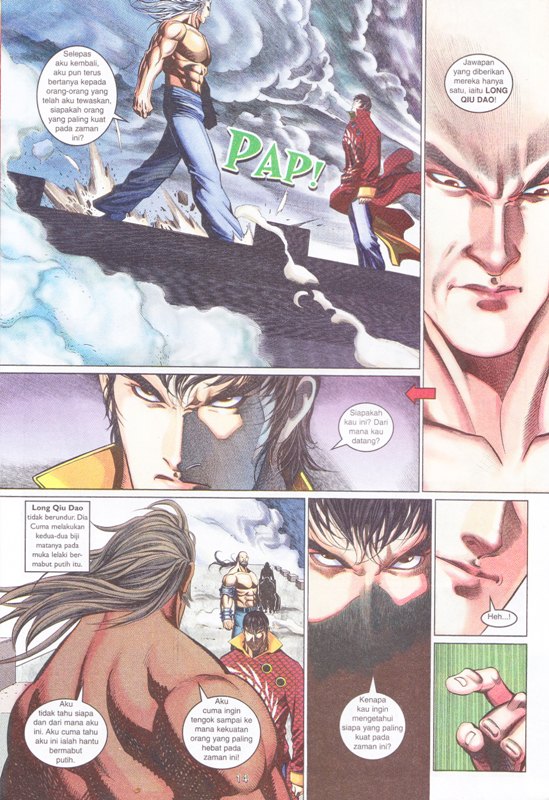 Selepas
aku kembali,
aku pun terus
bertanya kepada
orang-orang yang
telah aku tewaskan,
siapakah orang
yang paling kuat
pada zaman
ini?
PAP!
Jawapan
yang diberikan
mereka hanya
satu, iaitu LONG
QIU DAO!
Siapakah
kau ini? Dari
mana kau
datang?
Long Qiu Dao
tidak berundur. Dia
Cuma melakukan
kedua-dua biji
matanya pada
muka lelaki ber-
mabut putih itu.
Aku
tidak tahu siapa
dan dari mana aku
ini. Aku cuma tahu
aku ini ialah hantu
bermabut
putih.
Aku
cuma ingin
tengok sampai ke
mana kekuatan
orang yang paling
hebat pada
zaman ini!
Kenapa
kau ingin
mengetahui
siapa yang paling
kuat pada
zaman ini?
Heh...!
14